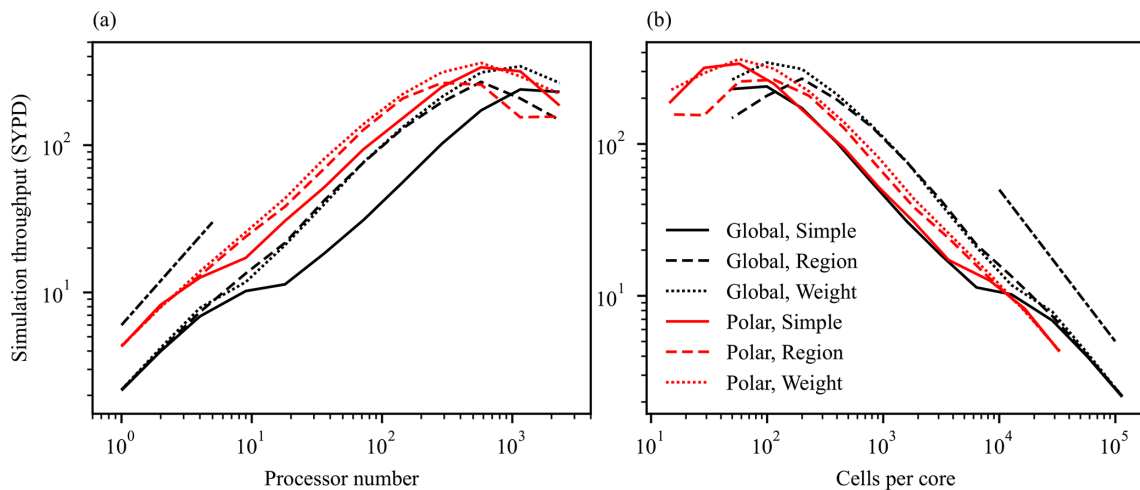 (a)
(b)
Simulation throughput (SYPD)
10²
10¹
10²
10¹
Global, Simple
Global, Region
Global, Weight
Polar, Simple
Polar, Region
Polar, Weight
10⁰ 10¹ 10² 10³
10¹ 10² 10³ 10⁴ 10⁵
Processor number
Cells per core